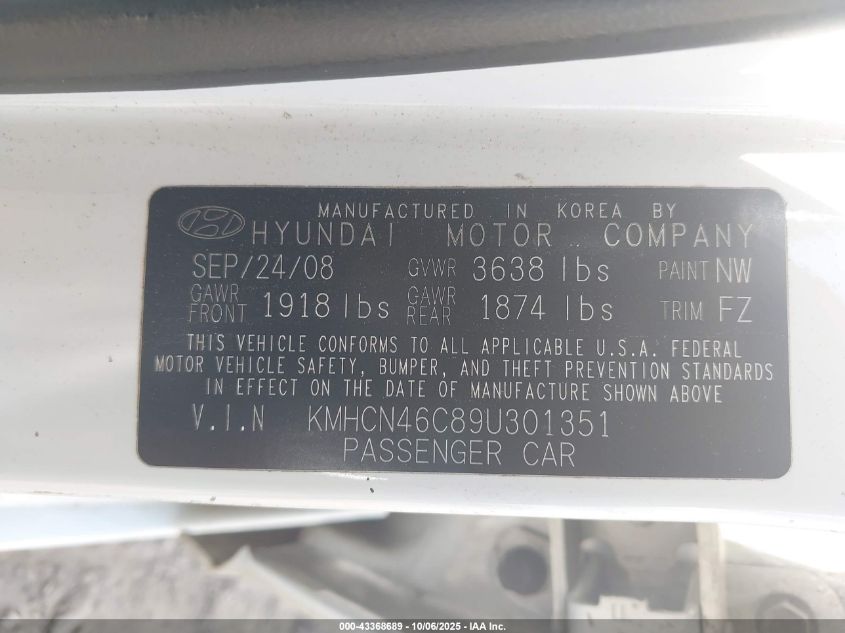 MANUFACTURED IN KOREA BY
HYUNDAI MOTOR COMPANY
SEP/24/08 GVWR 3638 lbs PAINT NW
GAWR FRONT 1918 lbs GAWR REAR 1874 lbs TRIM FZ
THIS VEHICLE CONFORMS TO ALL APPLICABLE U.S.A. FEDERAL
MOTOR VEHICLE SAFETY, BUMPER, AND THEFT PREVENTION STANDARDS
IN EFFECT ON THE DATE OF MANUFACTURE SHOWN ABOVE
V.I.N KMHCN46C89U301351
PASSENGER CAR
000-43368689 - 10/06/2025 - IAA Inc.